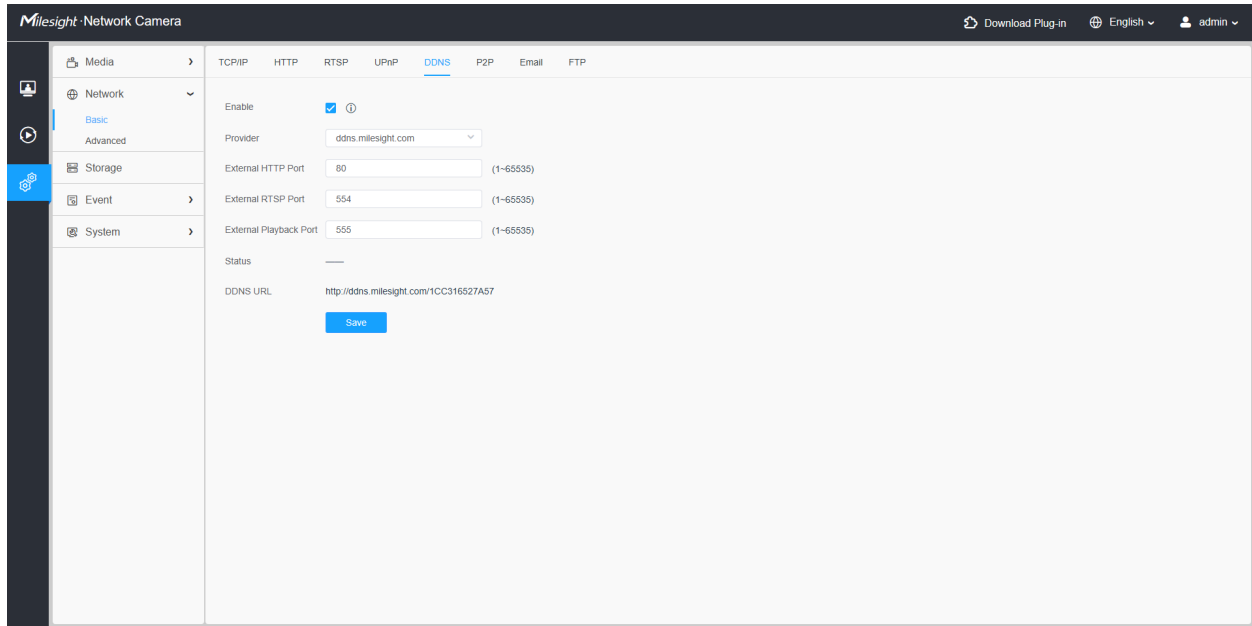 Milesight·Network Camera Download Plug-in English admin
Media
Network
Basic
Advanced
Storage
Event
System
TCP/IP HTTP RTSP UPnP DDNS P2P Email FTP
Enable
Provider ddns.milesight.com
External HTTP Port 80 (1~65535)
External RTSP Port 554 (1~65535)
External Playback Port 555 (1~65535)
Status —–
DDNS URL http://ddns.milesight.com/1CC316527A57
Save